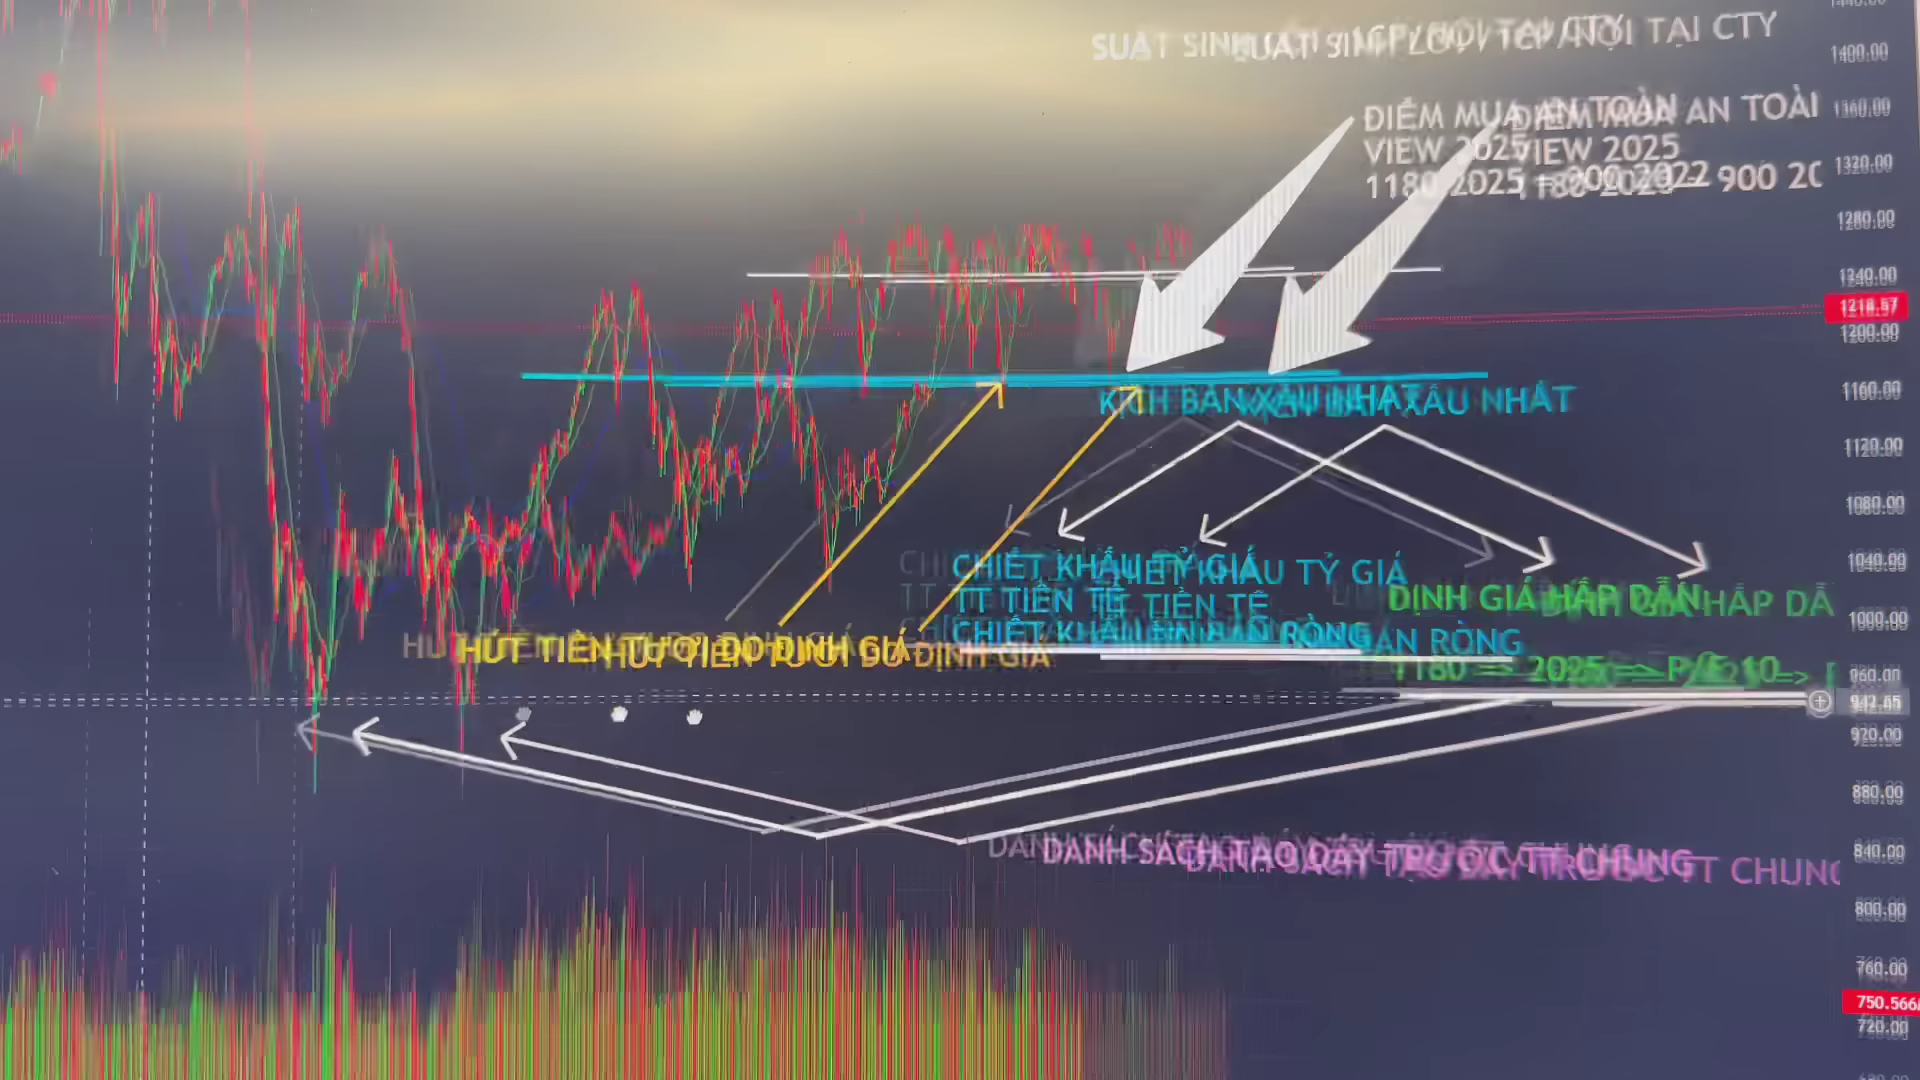 SUẤT SINH LỢI / CP / NỘI TẠI CTY
ĐIỂM MUA AN TOÀN
VIEW 2025
1180 2025 = 900 2022
KỊCH BẢN XẤU NHẤT
CHIẾT KHẤU TỶ GIÁ
TT TIỀN TỆ
CHIẾT KHẤU BÁN RÒNG
ĐỊNH GIÁ HẤP DẪN
HÚT TIỀN TƯƠI DO ĐỊNH GIÁ
1180 => 2025 => P/E 10
DANH SÁCH TẠO ĐÁY TRƯỚC TT CHUNG
1400.00
1360.00
1320.00
1280.00
1240.00
1218.57
1200.00
1160.00
1120.00
1080.00
1040.00
1000.00
960.00
942.65
920.00
880.00
840.00
800.00
760.00
750.566
720.00